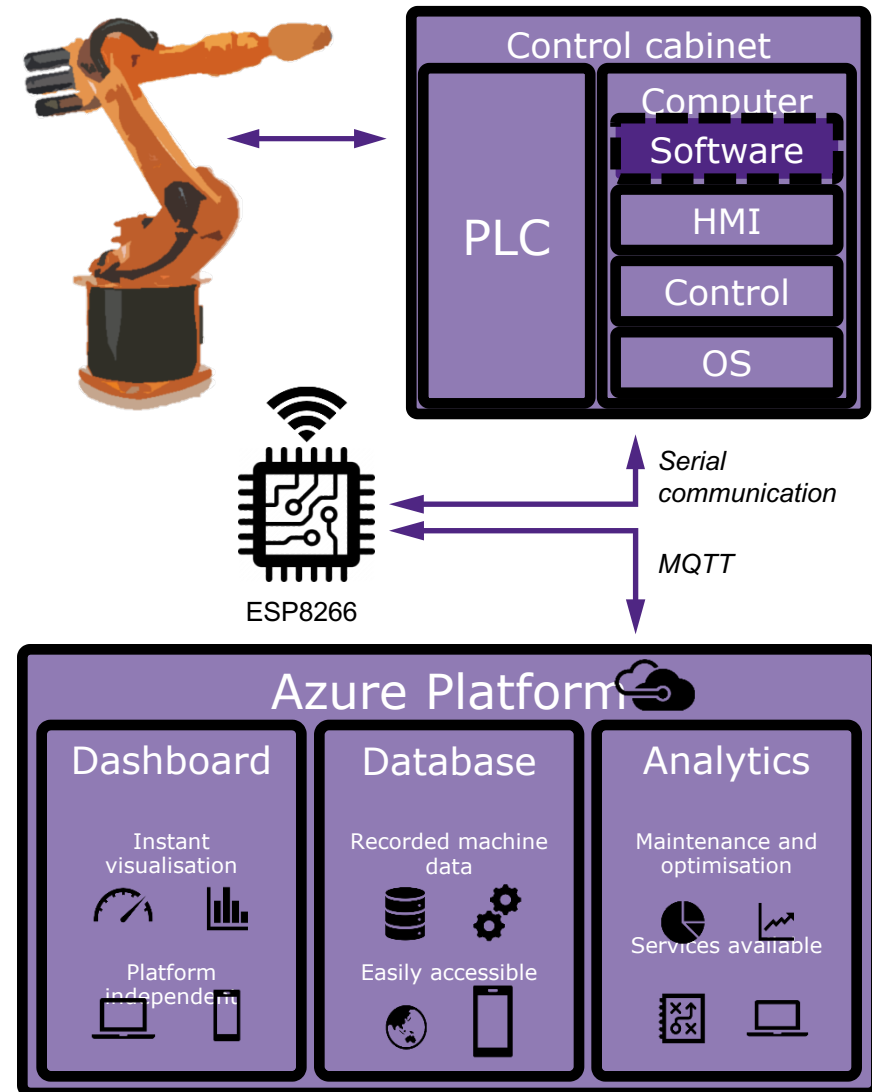 Control cabinet
PLC
Computer
Software
HMI
Control
OS
Serial
communication
MQTT
ESP8266
Azure Platform
Dashboard
Instant
visualisation
Platform
independent
Database
Recorded machine
data
Easily accessible
Analytics
Maintenance and
optimisation
Services available